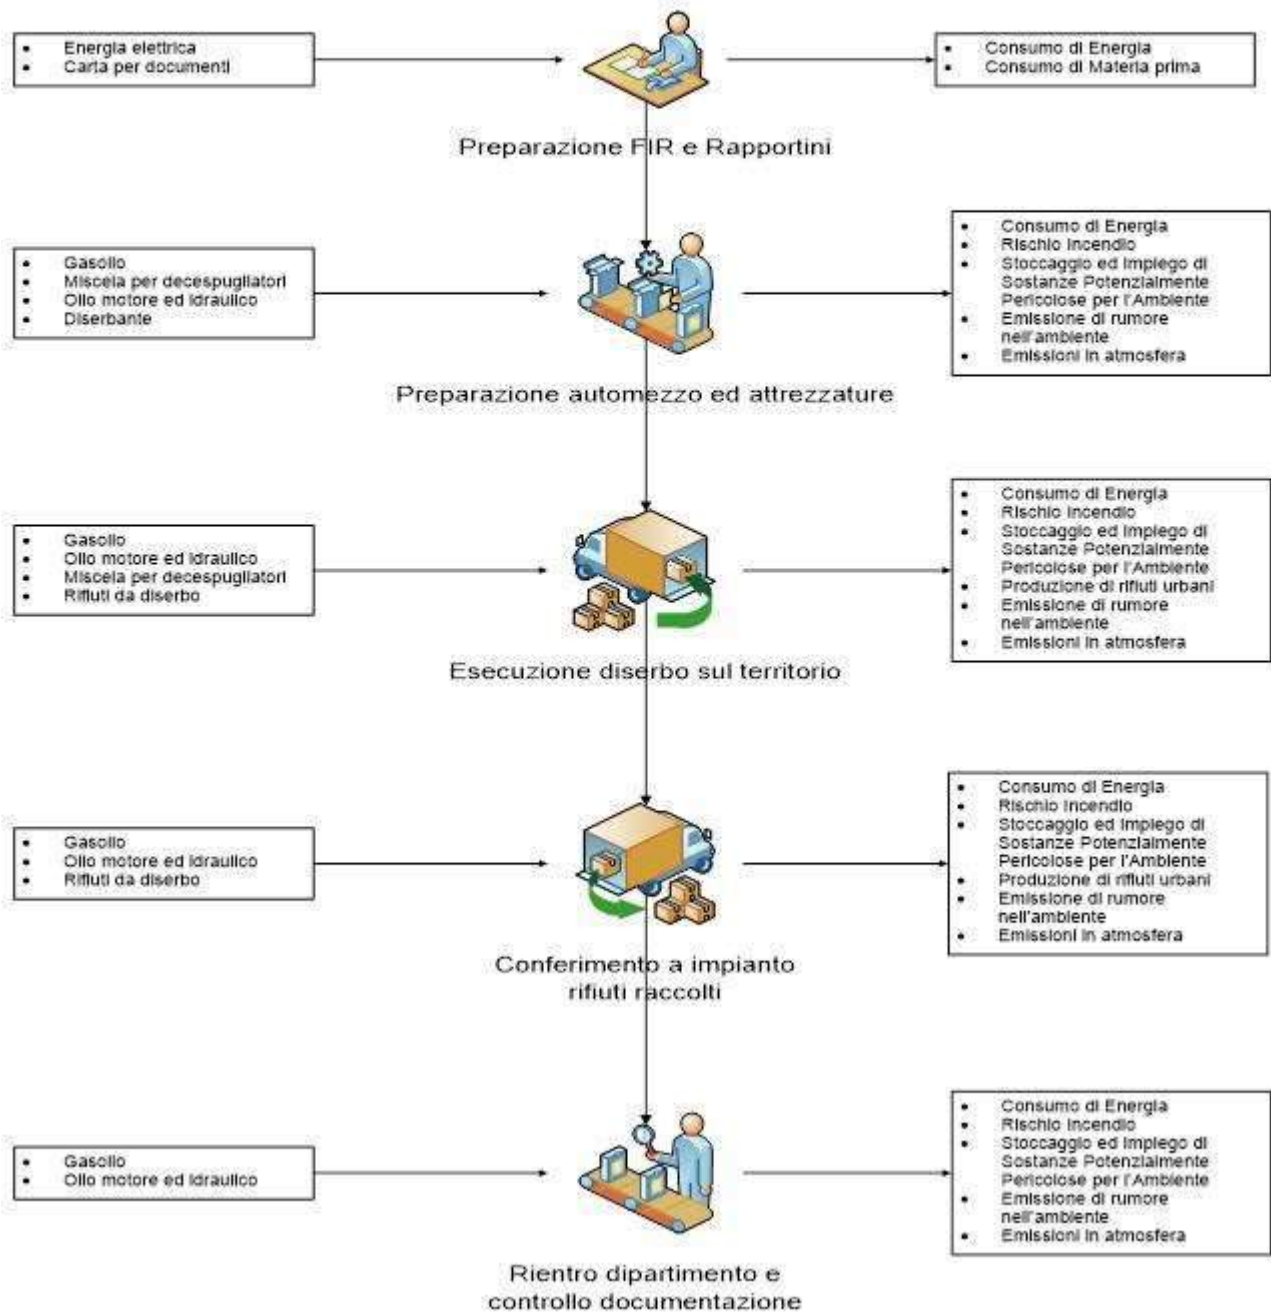 • Energia elettrica
• Carta per documenti
• Consumo di Energia
• Consumo di Materia prima
Preparazione FIR e Rapportini
• Gasolio
• Miscela per decespugliatori
• Olio motore ed idraulico
• Diserbante
• Consumo di Energia
• Rischio incendio
• Stoccaggio ed impiego di
Sostanze Potenzialmente
Pericolose per l'Ambiente
• Emissione di rumore
nell'ambiente
• Emissioni in atmosfera
Preparazione automezzo ed attrezzature
• Gasolio
• Olio motore ed idraulico
• Miscela per decespugliatori
• Rifiuti da diserbo
• Consumo di Energia
• Rischio incendio
• Stoccaggio ed impiego di
Sostanze Potenzialmente
Pericolose per l'Ambiente
• Produzione di rifiuti urbani
• Emissione di rumore
nell'ambiente
• Emissioni in atmosfera
Esecuzione diserbo sul territorio
• Gasolio
• Olio motore ed idraulico
• Rifiuti da diserbo
• Consumo di Energia
• Rischio incendio
• Stoccaggio ed impiego di
Sostanze Potenzialmente
Pericolose per l'Ambiente
• Produzione di rifiuti urbani
• Emissione di rumore
nell'ambiente
• Emissioni in atmosfera
Conferimento a impianto
rifiuti raccolti
• Gasolio
• Olio motore ed idraulico
• Consumo di Energia
• Rischio incendio
• Stoccaggio ed impiego di
Sostanze Potenzialmente
Pericolose per l'Ambiente
• Emissione di rumore
nell'ambiente
• Emissioni in atmosfera
Rientro dipartimento e
controllo documentazione